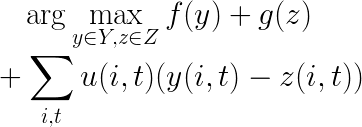 arg max_{y∈Y,z∈Z} f(y) + g(z)
+ ∑_{i,t} u(i,t)(y(i,t) − z(i,t))